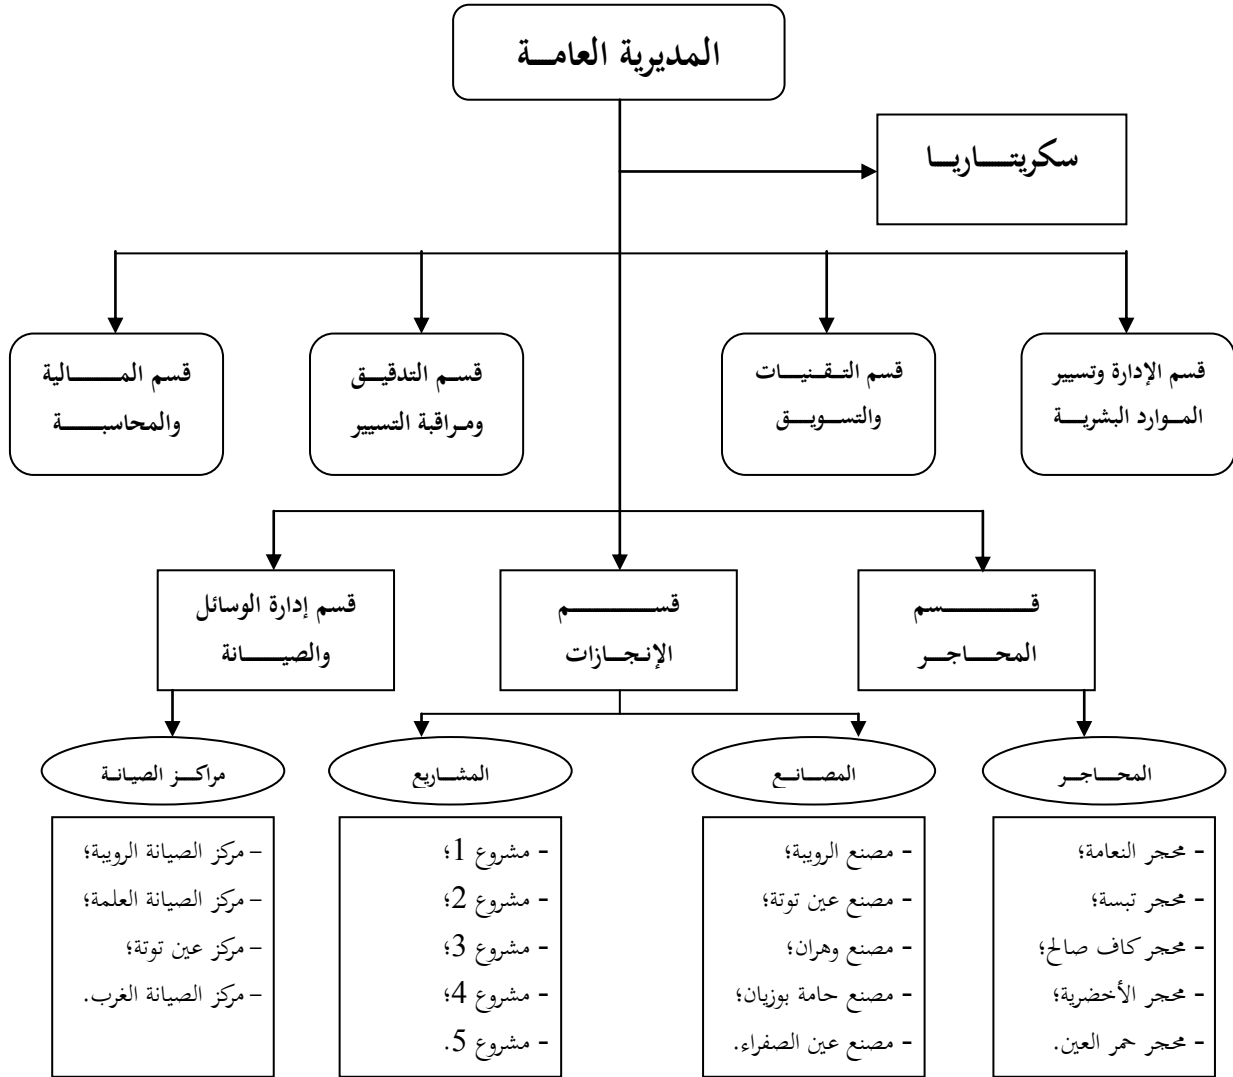 المديرية العامة
سكريتاريا
قسم الإدارة وتسيير
الموارد البشرية
قسم التقنيات
والتسويق
قسم التدقيق
ومراقبة التسيير
قسم المالية
والمحاسبة
قسم
المحاجر
قسم
الإنجازات
قسم إدارة الوسائل
والصيانة
المحاجر
المصانع
المشاريع
مراكز الصيانة
- محجر النعامة؛
- محجر تبسة؛
- محجر كاف صالح؛
- محجر الأخضرية؛
- محجر حمر العين.
- مصنع الرويبة؛
- مصنع عين توتة؛
- مصنع وهران؛
- مصنع حامة بوزيان؛
- مصنع عين الصفراء.
- مشروع 1؛
- مشروع 2؛
- مشروع 3؛
- مشروع 4؛
- مشروع 5.
– مركز الصيانة الرويبة؛
– مركز الصيانة العلمة؛
– مركز عين توتة؛
– مركز الصيانة الغرب.